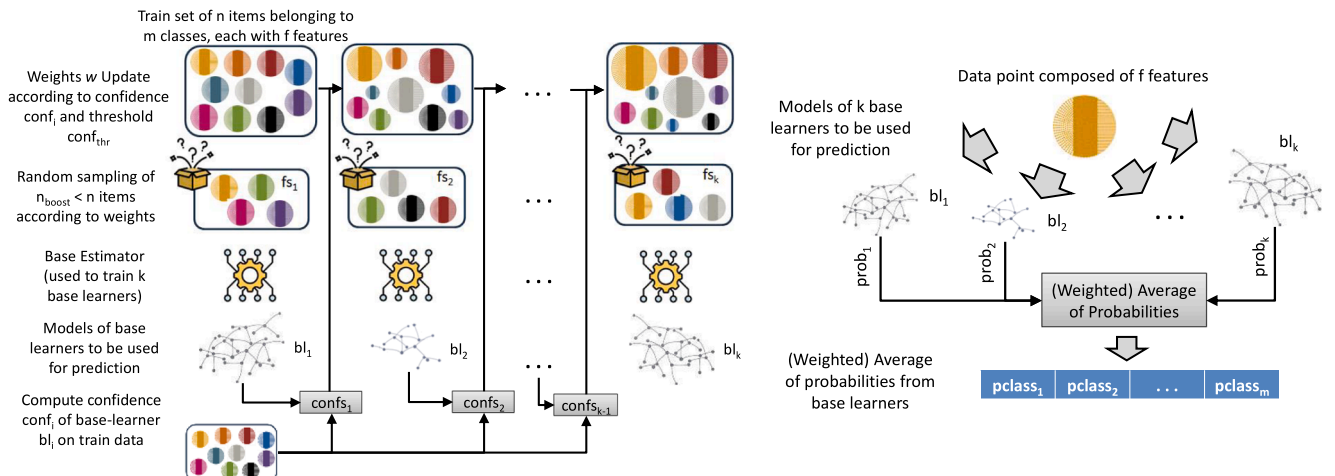 Train set of n items belonging to
m classes, each with f features
Weights w Update
according to confidence
confi and threshold
confthr
. . .
Random sampling of
nboost < n items
according to weights
? ? ?
fs1
? ? ?
fs2
. . .
? ? ?
fsk
Base Estimator
(used to train k
base learners)
. . .
Models of base
learners to be used
for prediction
bl1
bl2
. . .
blk
Compute confidence
confi of base-learner
bli on train data
confs1
confs2
confsk-1
Data point composed of f features
Models of k base
learners to be used
for prediction
bl1
bl2
. . .
blk
prob1
prob2
probk
(Weighted) Average
of Probabilities
(Weighted) Average
of probabilities from
base learners
pclass1
pclass2
. . .
pclassm